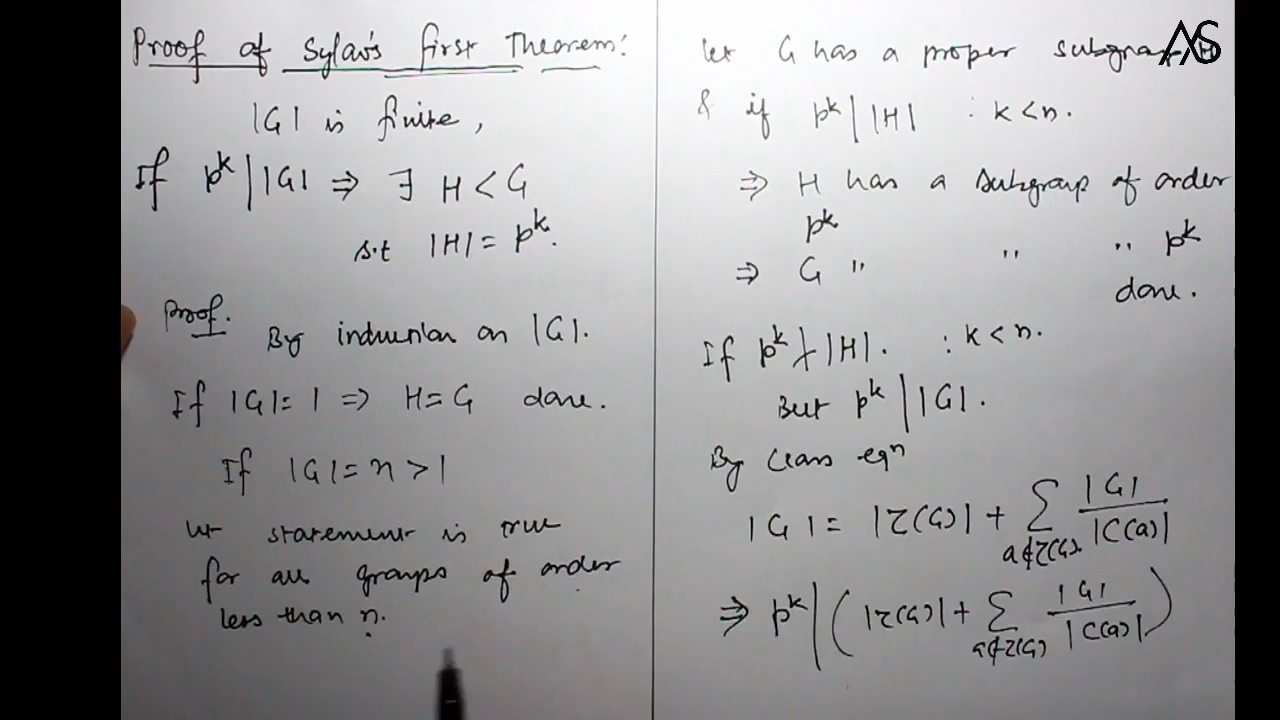 Proof of Sylow's first Theorem:
|G| is finite,
If p^k | |G| ⇒ ∃ H < G
s.t |H| = p^k.
Proof. By induction on |G|.
If |G| = 1 ⇒ H = G done.
If |G| = n > 1
let statement is true
for all groups of order
less than n.
AS
let G has a proper subgroup H
& if p^k | |H| : k < n.
⇒ H has a subgroup of order
p^k
⇒ G " " " p^k
done.
If p^k ∤ |H|. : k < n.
But p^k | |G|.
By class eqn
|G| = |Z(G)| + Σ_{a∉Z(G)} |G| / |C(a)|
⇒ p^k | ( |Z(G)| + Σ_{a∉Z(G)} |G| / |C(a)| )